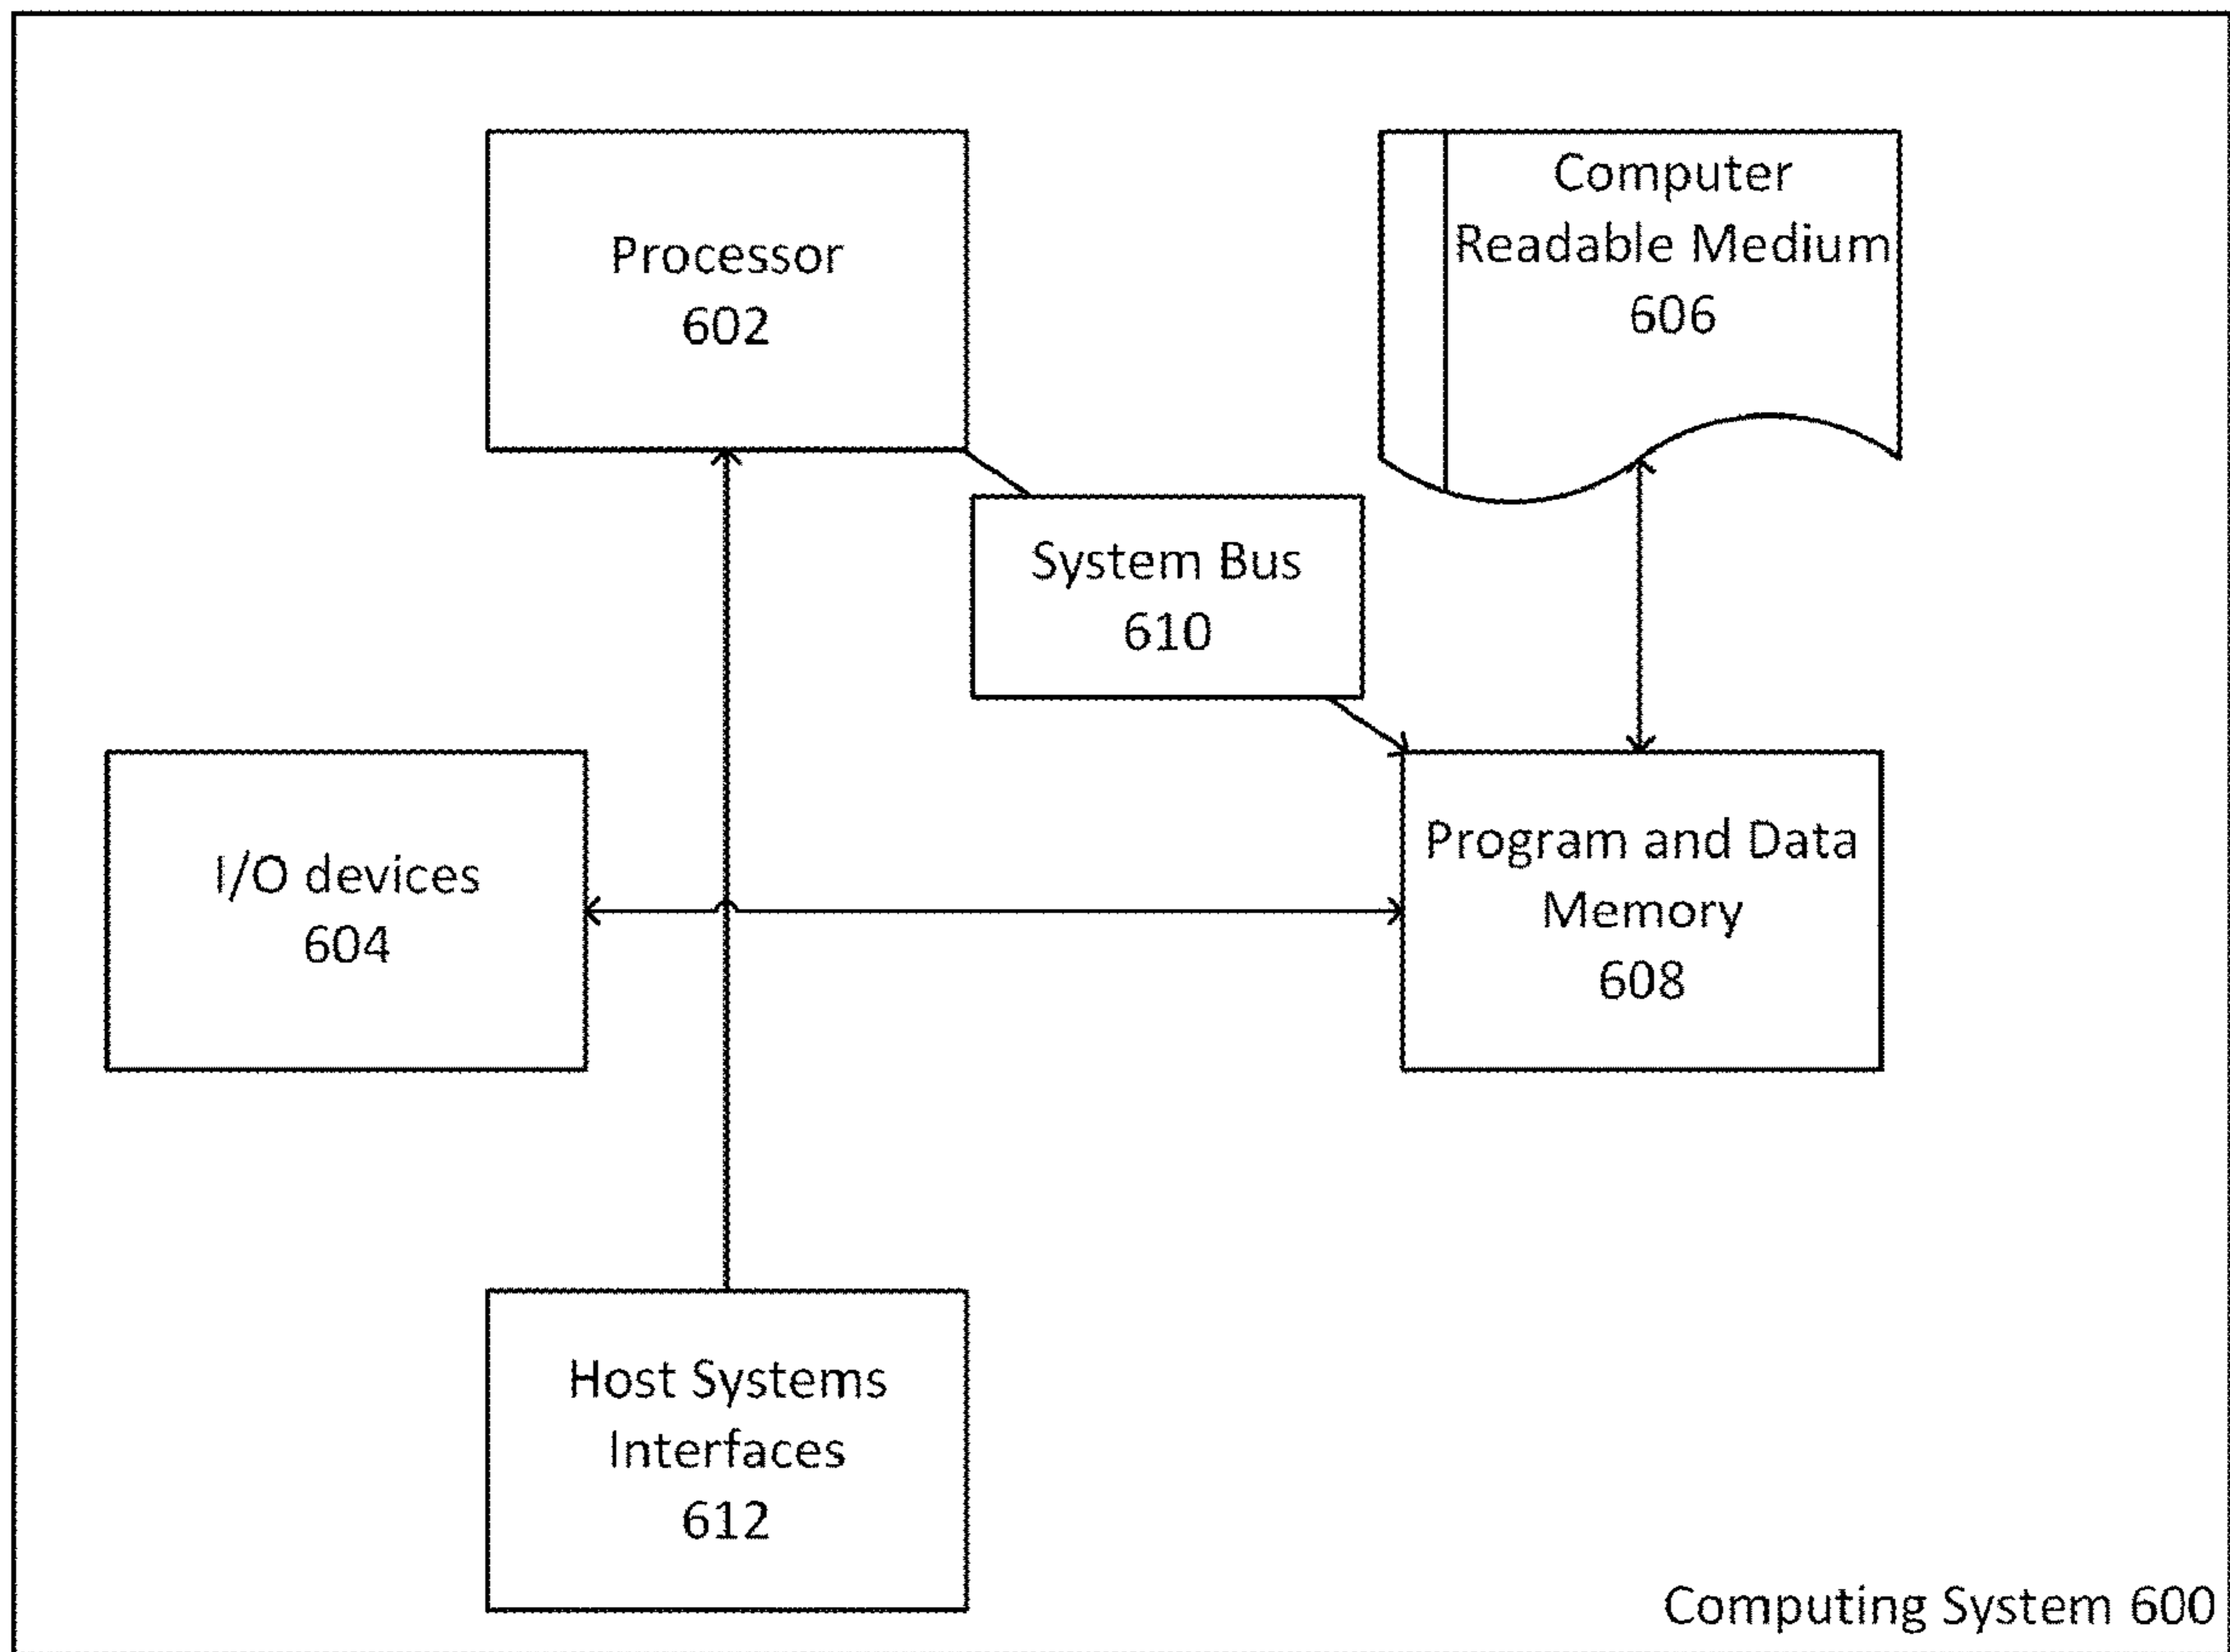 Processor
602
Computer
Readable Medium
606
System Bus
610
I/O devices
604
Program and Data
Memory
608
Host Systems
Interfaces
612
Computing System 600